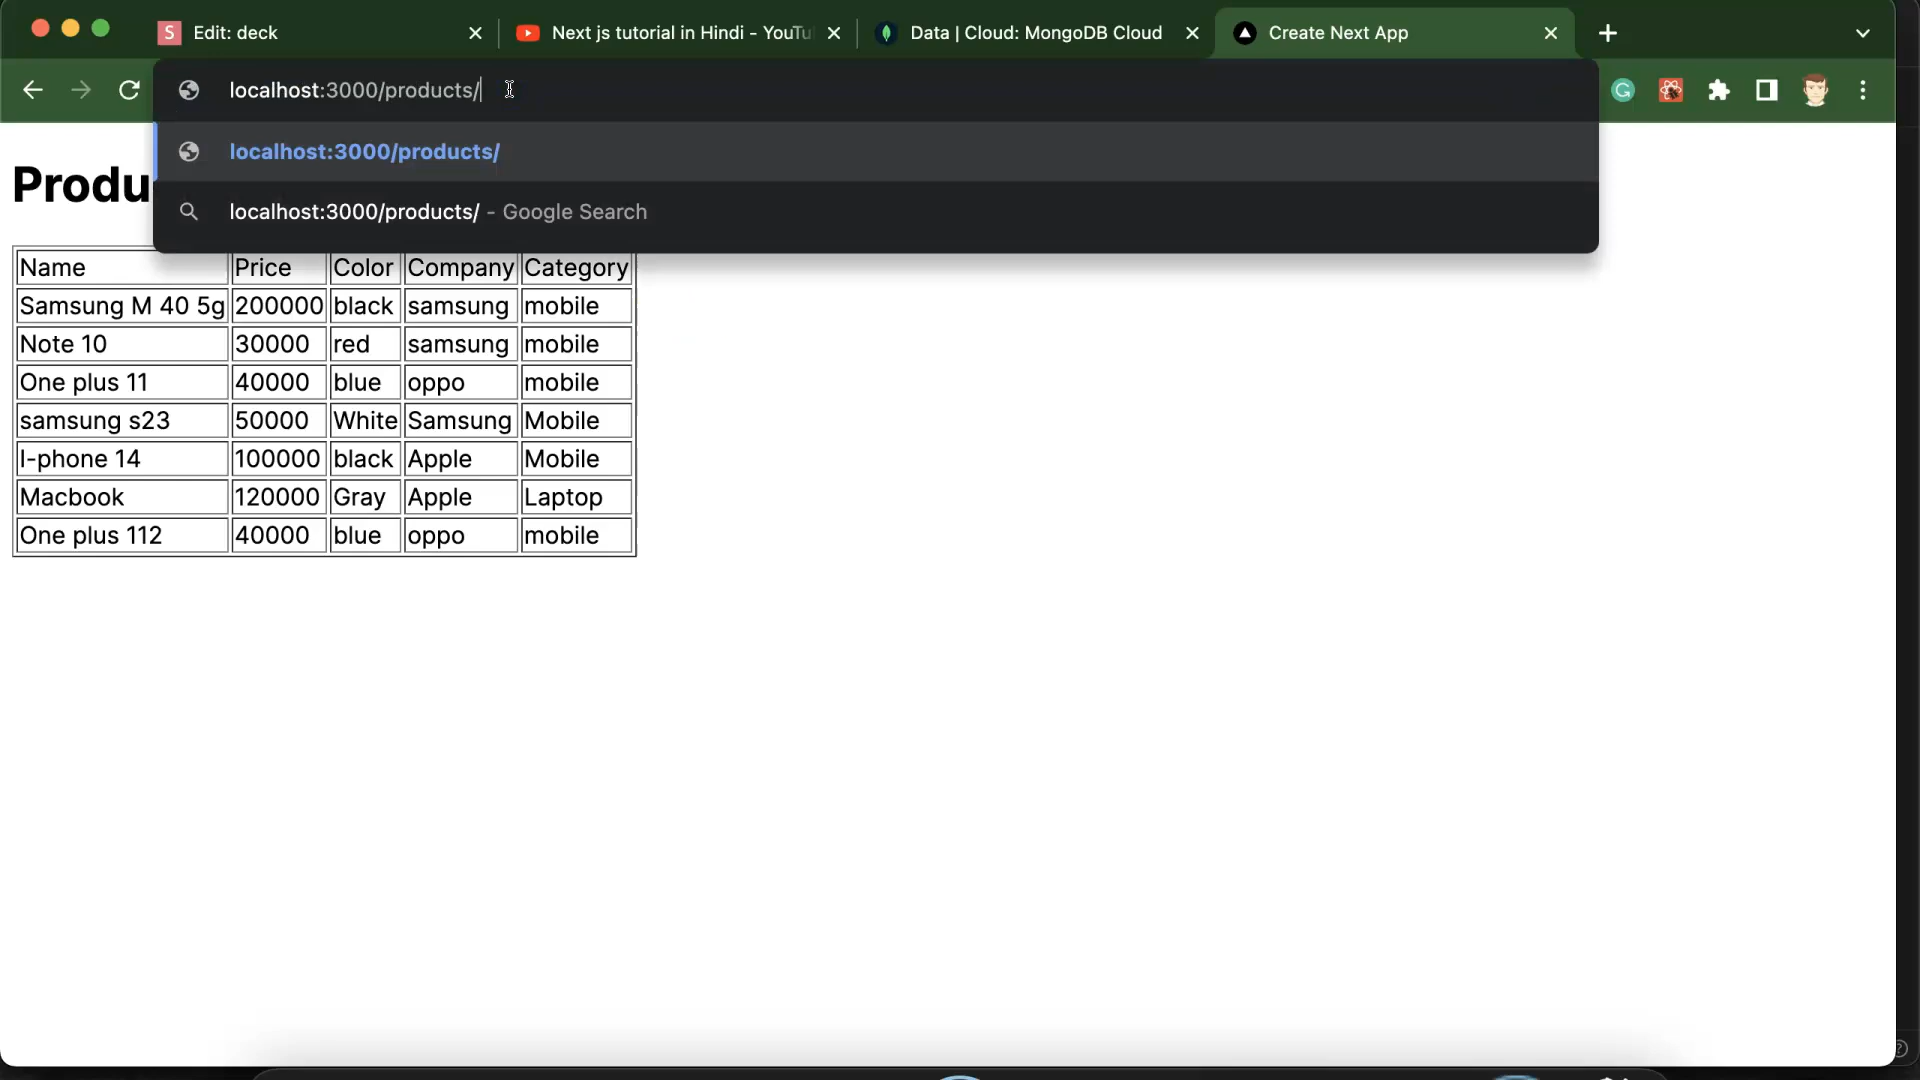 Edit: deck
Next js tutorial in Hindi - YouTu
Data | Cloud: MongoDB Cloud
Create Next App
localhost:3000/products/
localhost:3000/products/
localhost:3000/products/ - Google Search
Produ
Name Price Color Company Category
Samsung M 40 5g 200000 black samsung mobile
Note 10 30000 red samsung mobile
One plus 11 40000 blue oppo mobile
samsung s23 50000 White Samsung Mobile
I-phone 14 100000 black Apple Mobile
Macbook 120000 Gray Apple Laptop
One plus 112 40000 blue oppo mobile